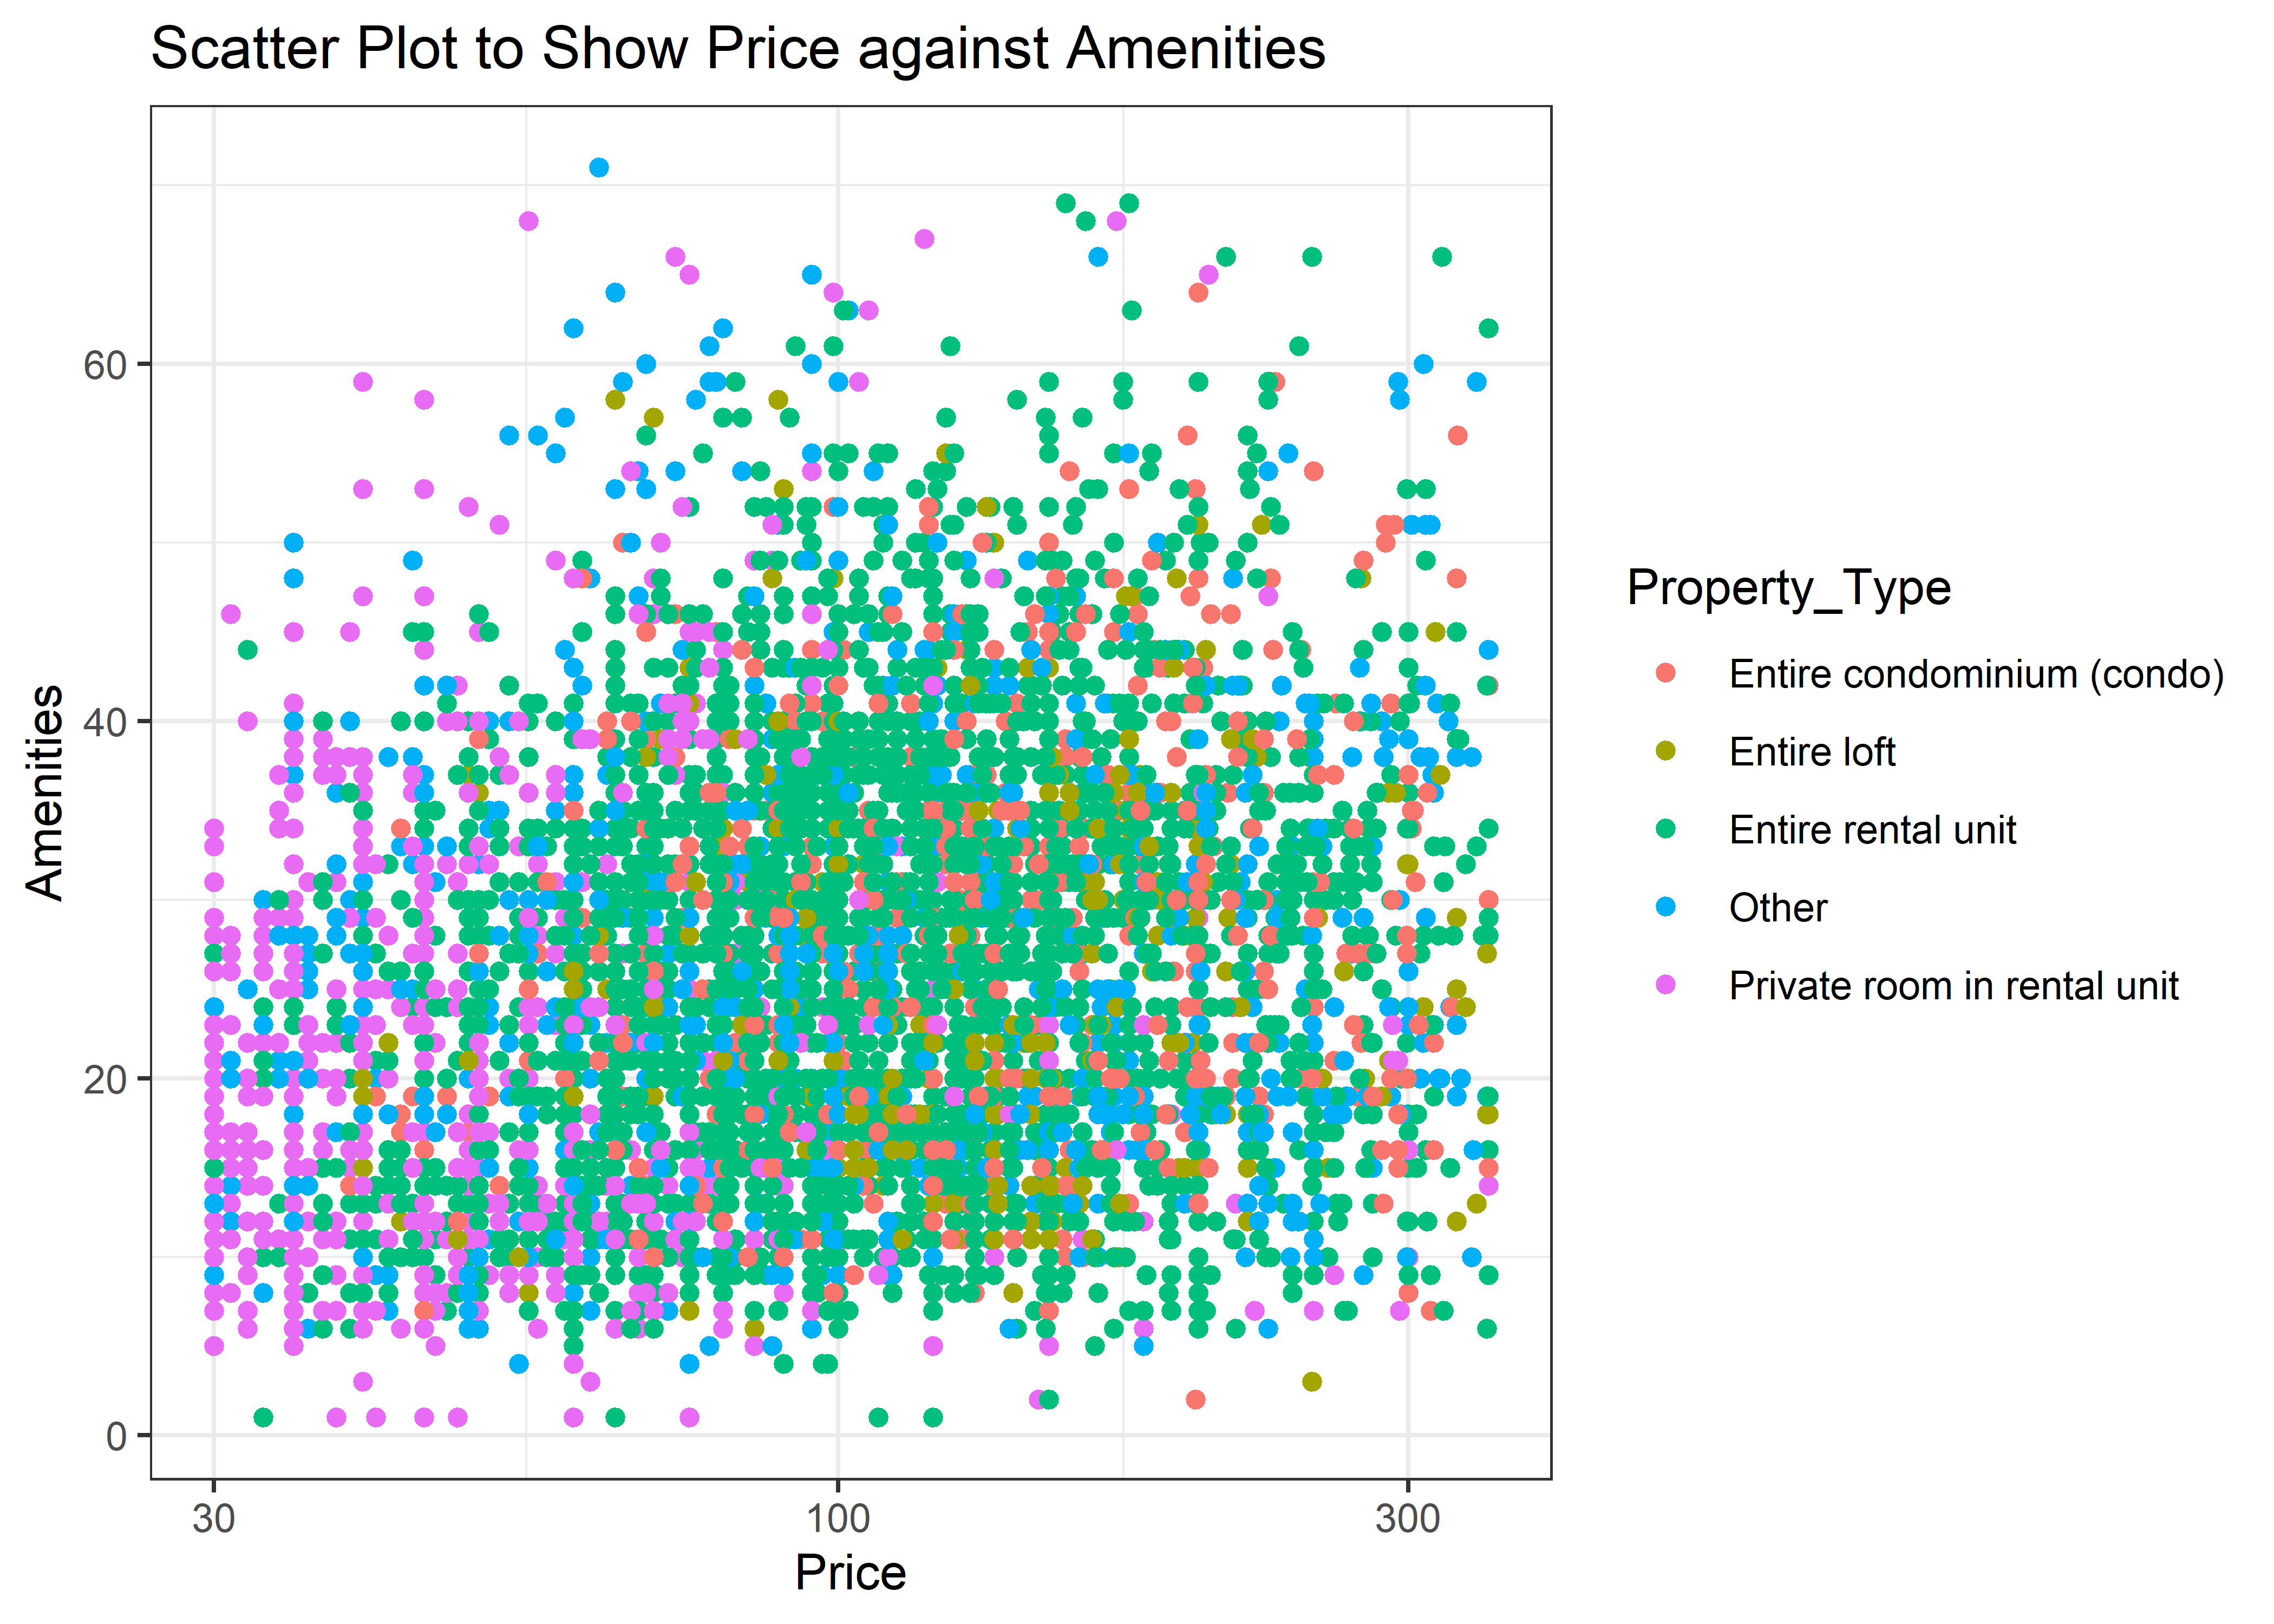 Scatter Plot to Show Price against Amenities
60
40
20
0
Amenities
30
100
300
Price
Property_Type
Entire condominium (condo)
Entire loft
Entire rental unit
Other
Private room in rental unit